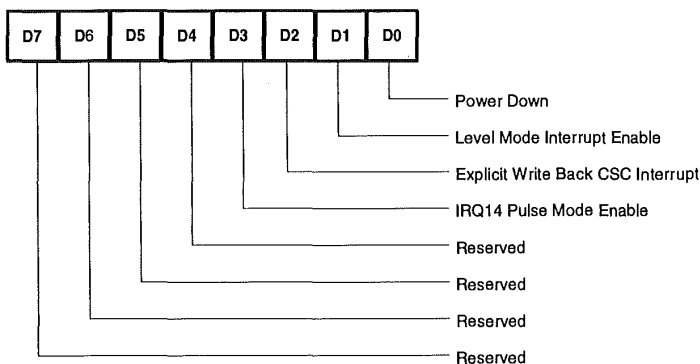 D7 D6 D5 D4 D3 D2 D1 D0
Power Down
Level Mode Interrupt Enable
Explicit Write Back CSC Interrupt
IRQ14 Pulse Mode Enable
Reserved
Reserved
Reserved
Reserved